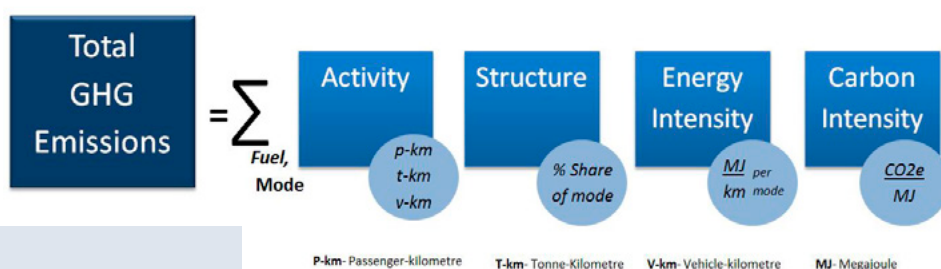 Total
GHG
Emissions
=∑
Fuel,
Mode
Activity
p-km
t-km
v-km
Structure
% Share
of mode
Energy
Intensity
MJ per
km mode
Carbon
Intensity
CO2e
MJ
P-km- Passenger-kilometre T-km- Tonne-Kilometre V-km- Vehicle-kilometre MJ- Megajoule